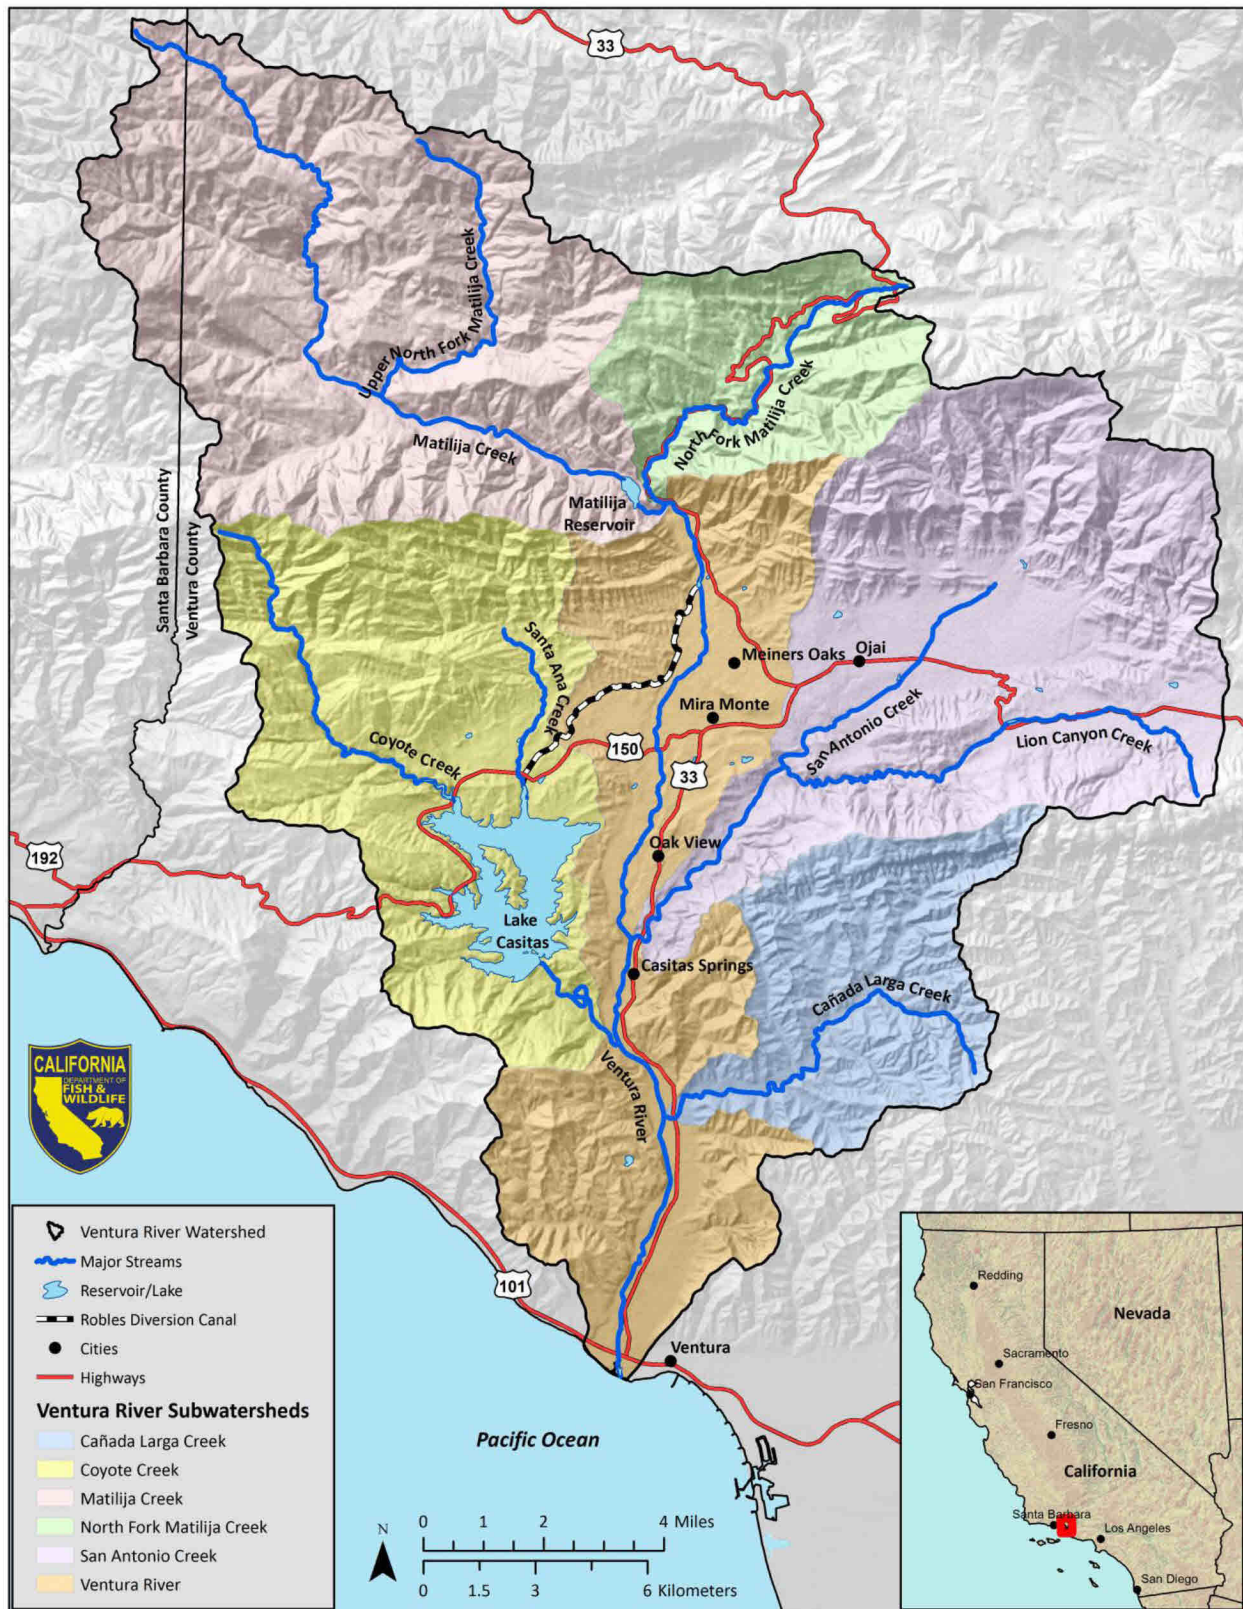 33
Upper North Fork Matilija Creek
North Fork Matilija Creek
Matilija Creek
Matilija
Reservoir
Santa Barbara County
Ventura County
Santa Ana Creek
Meiners Oaks
Ojai
Mira Monte
San Antonio Creek
Lion Canyon Creek
Coyote Creek
150
33
192
Oak View
Lake
Casitas
Casitas Springs
Cañada Larga Creek
Ventura River
CALIFORNIA
DEPARTMENT OF
FISH &
WILDLIFE
Ventura River Watershed
Major Streams
Reservoir/Lake
Robles Diversion Canal
Cities
Highways
Ventura River Subwatersheds
Cañada Larga Creek
Coyote Creek
Matilija Creek
North Fork Matilija Creek
San Antonio Creek
Ventura River
101
Ventura
Pacific Ocean
N
0 1 2 4 Miles
0 1.5 3 6 Kilometers
Redding
Nevada
Sacramento
San Francisco
Fresno
California
Santa Barbara
Los Angeles
San Diego